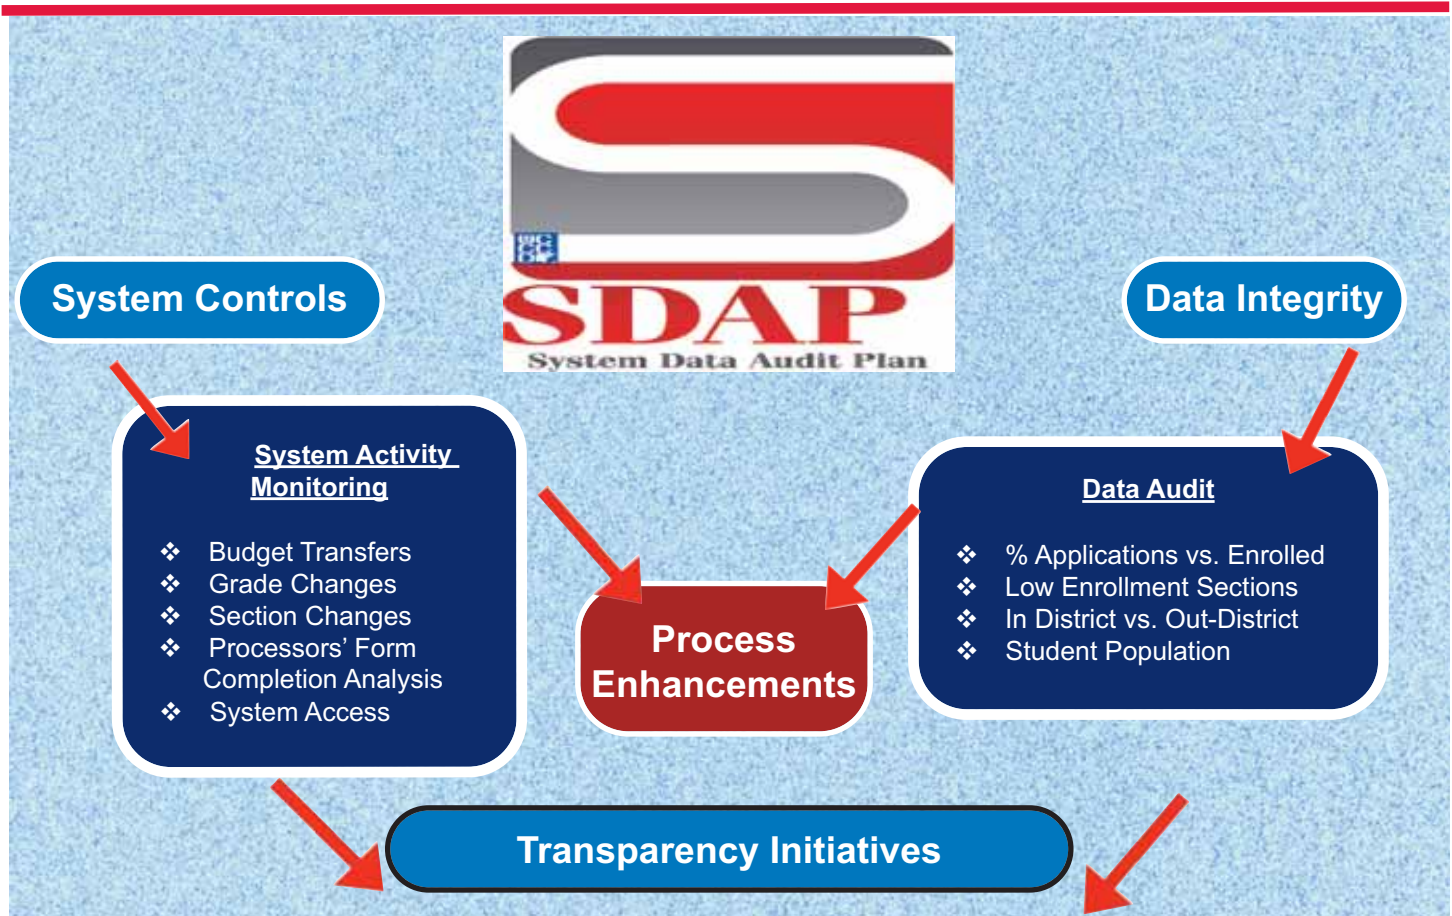 SDAP
System Data Audit Plan
System Controls
Data Integrity
System Activity
Monitoring
❖ Budget Transfers
❖ Grade Changes
❖ Section Changes
❖ Processors’ Form
Completion Analysis
❖ System Access
Process
Enhancements
Data Audit
❖ % Applications vs. Enrolled
❖ Low Enrollment Sections
❖ In District vs. Out-District
❖ Student Population
Transparency Initiatives